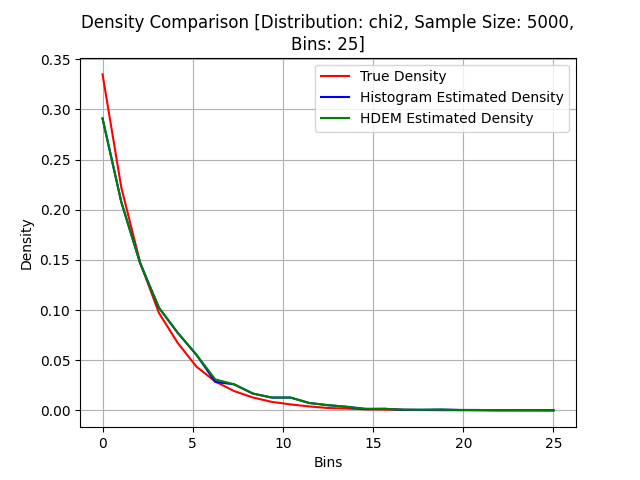 Density Comparison [Distribution: chi2, Sample Size: 5000,
Bins: 25]
True Density
Histogram Estimated Density
HDEM Estimated Density
Density
0.35
0.30
0.25
0.20
0.15
0.10
0.05
0.00
0 5 10 15 20 25
Bins